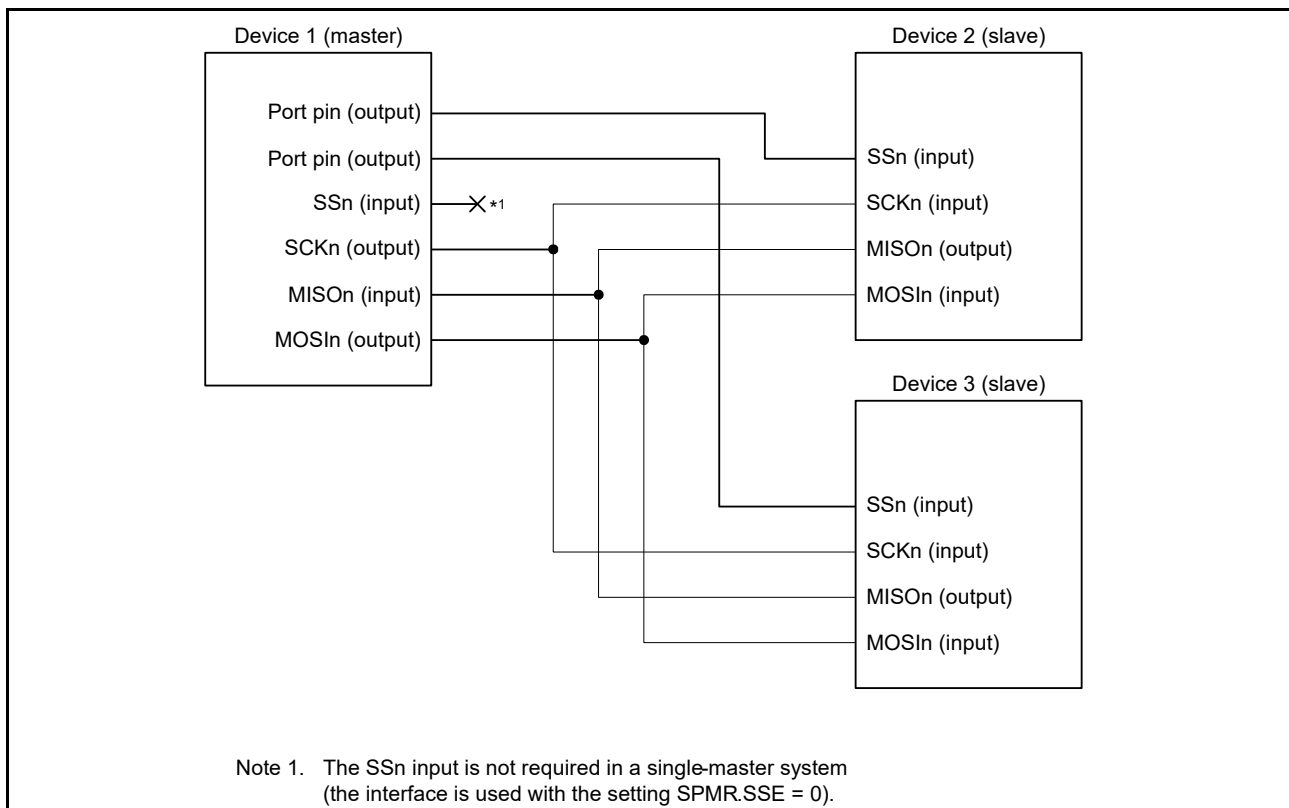 Device 1 (master)
Port pin (output)
Port pin (output)
SSn (input)
*1
SCKn (output)
MISOn (input)
MOSIn (output)
Device 2 (slave)
SSn (input)
SCKn (input)
MISOn (output)
MOSIn (input)
Device 3 (slave)
SSn (input)
SCKn (input)
MISOn (output)
MOSIn (input)
Note 1. The SSn input is not required in a single-master system
(the interface is used with the setting SPMR.SSE = 0).